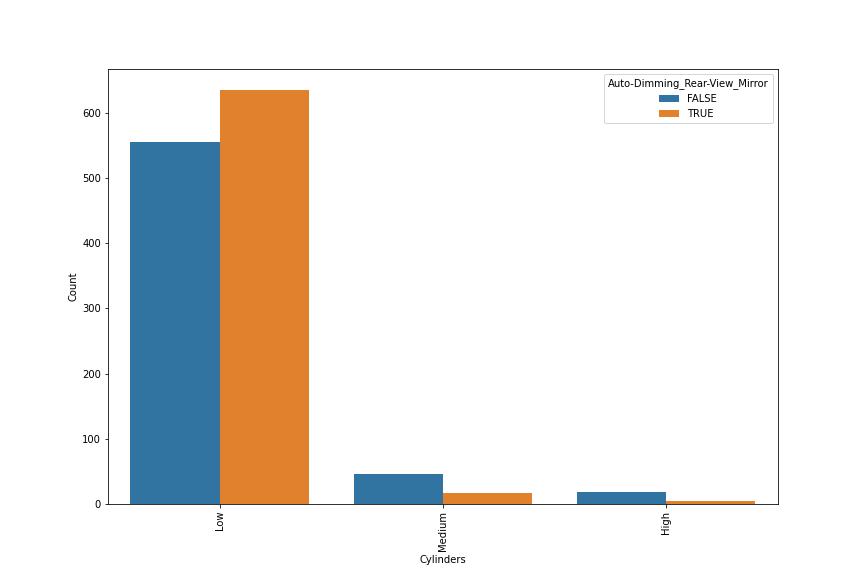 Auto-Dimming_Rear-View_Mirror
FALSE
TRUE
600
500
400
300
200
100
0
Count
Low
Medium
High
Cylinders